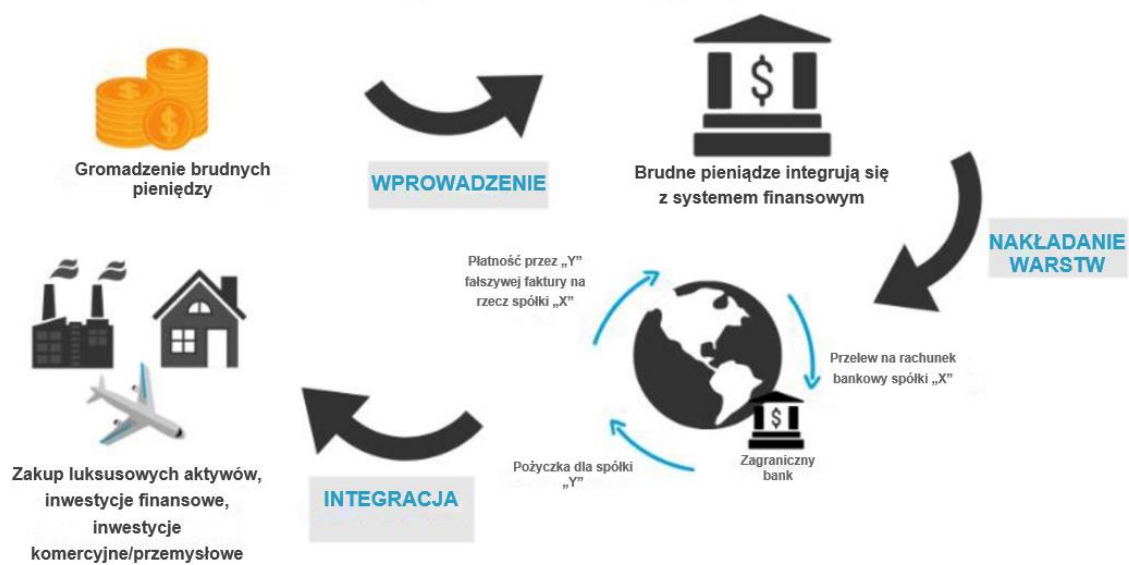 Gromadzenie brudnych
pieniędzy
WPROWADZENIE
Brudne pieniądze integrują się
z systemem finansowym
NAKŁADANIE
WARSTW
Płatność przez „Y”
fałszywej faktury na
rzecz spółki „X”
Przelew na rachunek
bankowy spółki „X”
Zagraniczny
bank
Pożyczka dla spółki
„Y”
INTEGRACJA
Zakup luksusowych aktywów,
inwestycje finansowe,
inwestycje
komercyjne/przemysłowe